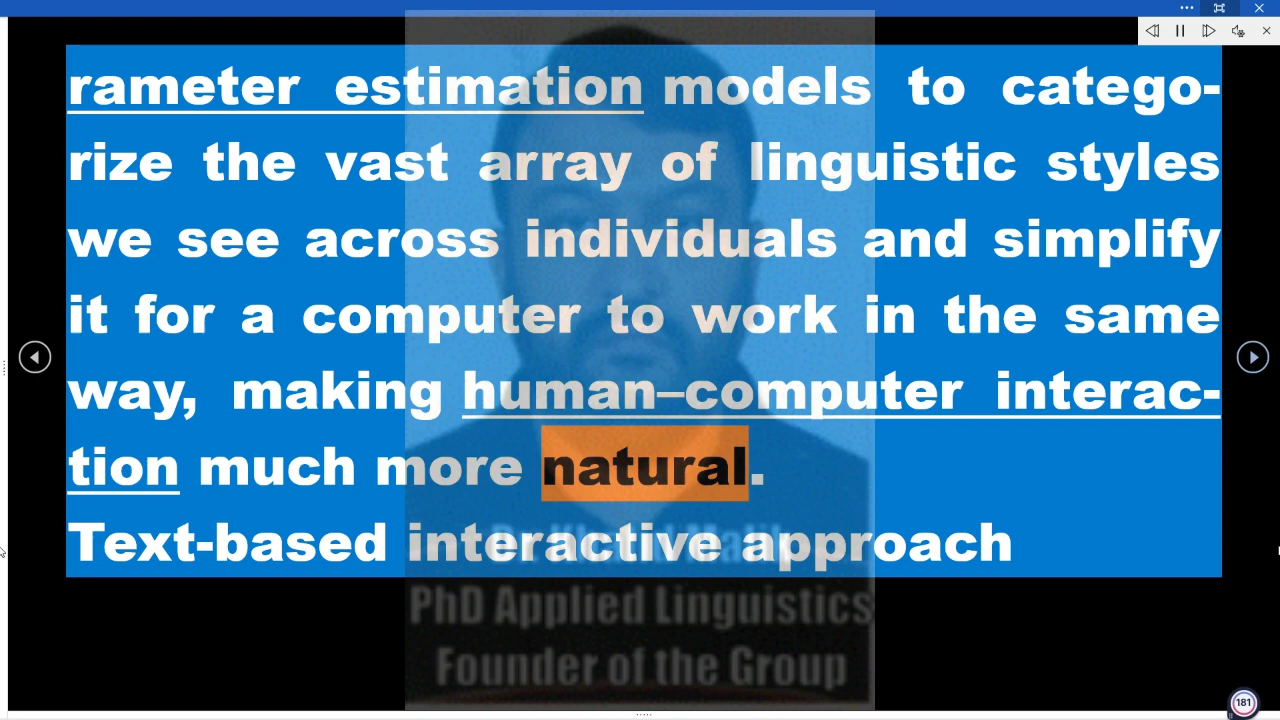 rameter estimation models to catego-
rize the vast array of linguistic styles
we see across individuals and simplify
it for a computer to work in the same
way, making human–computer interac-
tion much more natural.
Text-based interactive approach
PhD Applied Linguistics
Founder of the Group
181